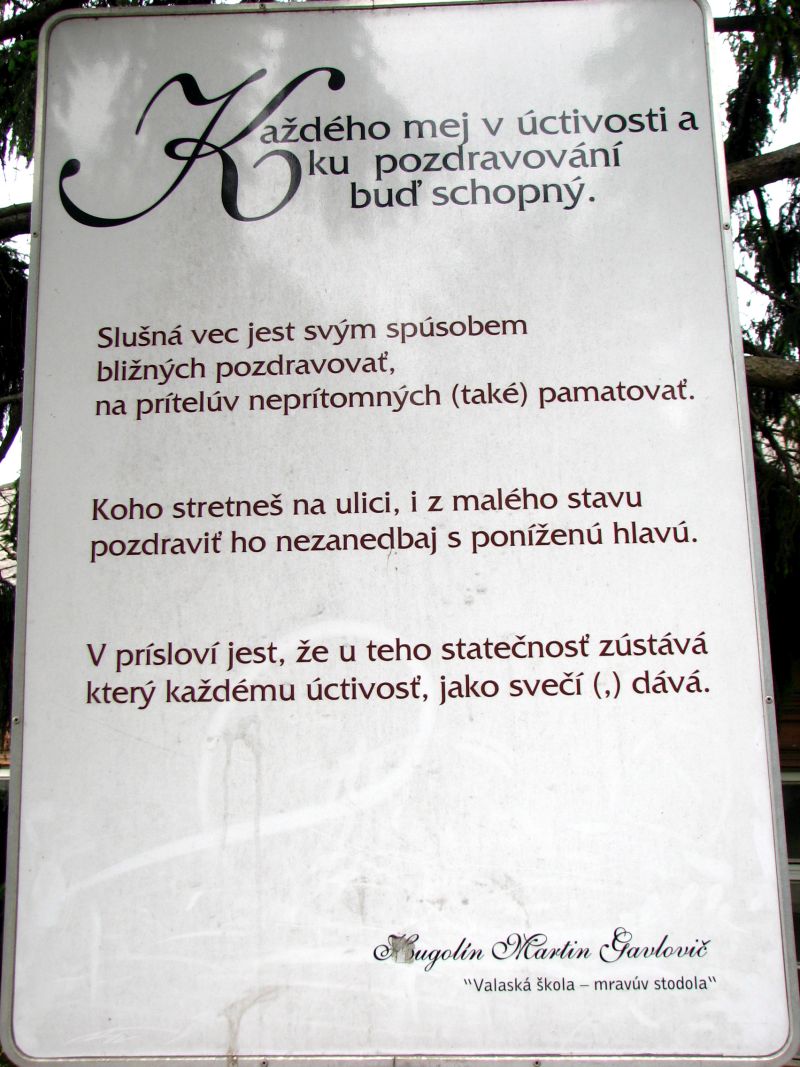 Každého mej v úctivosti a
ku pozdravování
buď schopný.
Slušná vec jest svým spúsobem
bližných pozdravovať,
na prítelúv neprítomných (také) pamatovať.
Koho stretneš na ulici, i z malého stavu
pozdraviť ho nezanedbaj s poníženú hlavú.
V prísloví jest, že u teho statečnosť zústává
který každému úctivosť, jako svečí (,) dává.
Hugolín Martin Gavlovič
"Valaská škola – mravúv stodola"